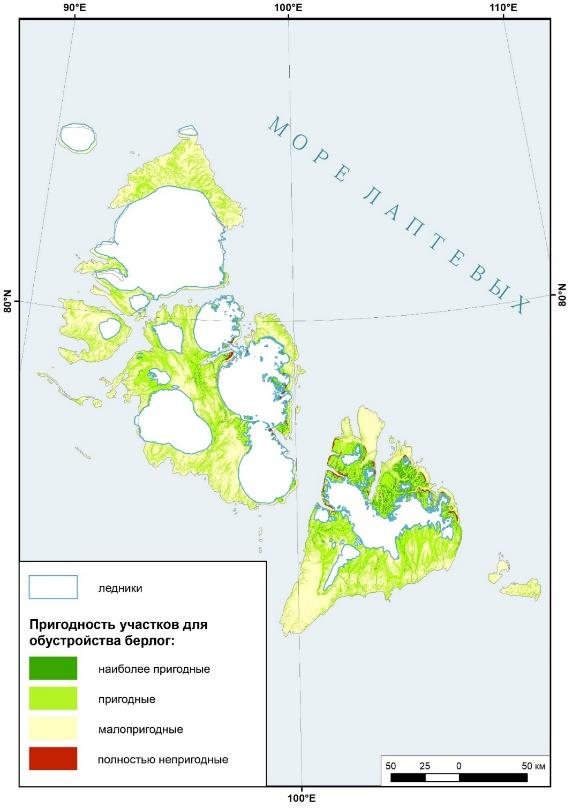 90°E 100°E 110°E
МОРЕ ЛАПТЕВЫХ
80°N 80°N
ледники
Пригодность участков для
обустройства берлог:
наиболее пригодные
пригодные
малопригодные
полностью непригодные
50 25 0 50 км
100°E